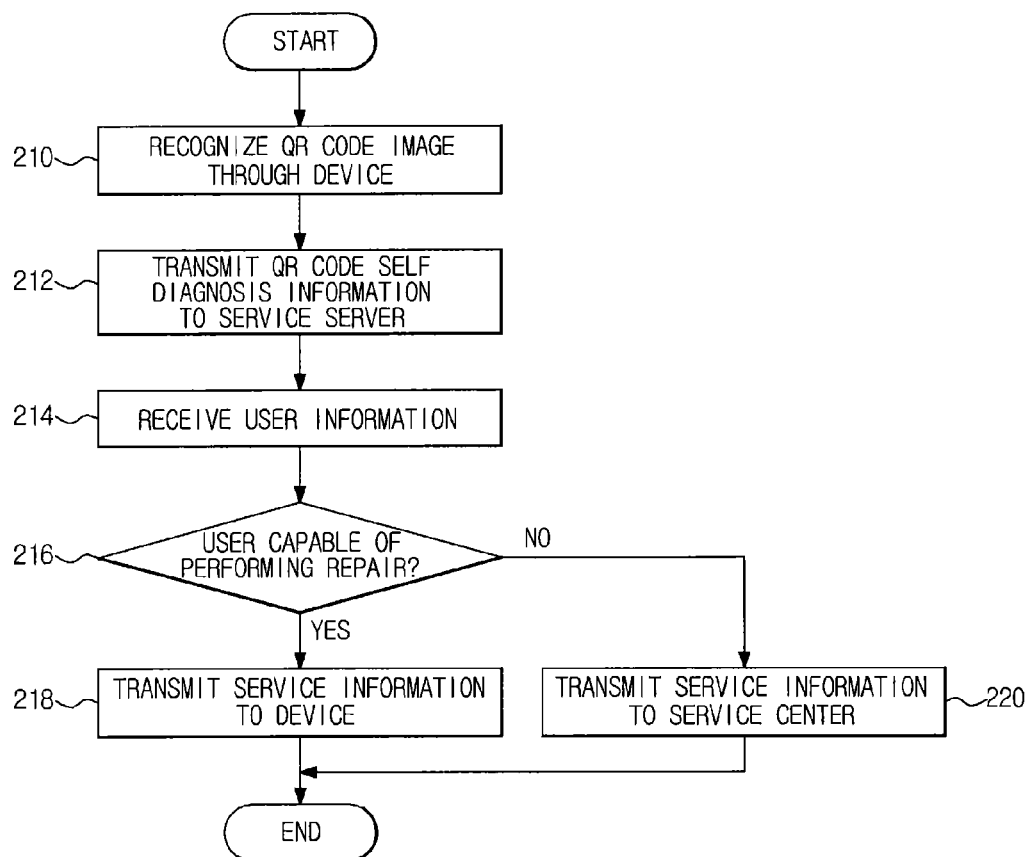 START
210
RECOGNIZE QR CODE IMAGE
THROUGH DEVICE
212
TRANSMIT QR CODE SELF
DIAGNOSIS INFORMATION
TO SERVICE SERVER
214
RECEIVE USER INFORMATION
216
USER CAPABLE OF
PERFORMING REPAIR?
NO
YES
218
TRANSMIT SERVICE INFORMATION
TO DEVICE
TRANSMIT SERVICE INFORMATION
TO SERVICE CENTER
220
END